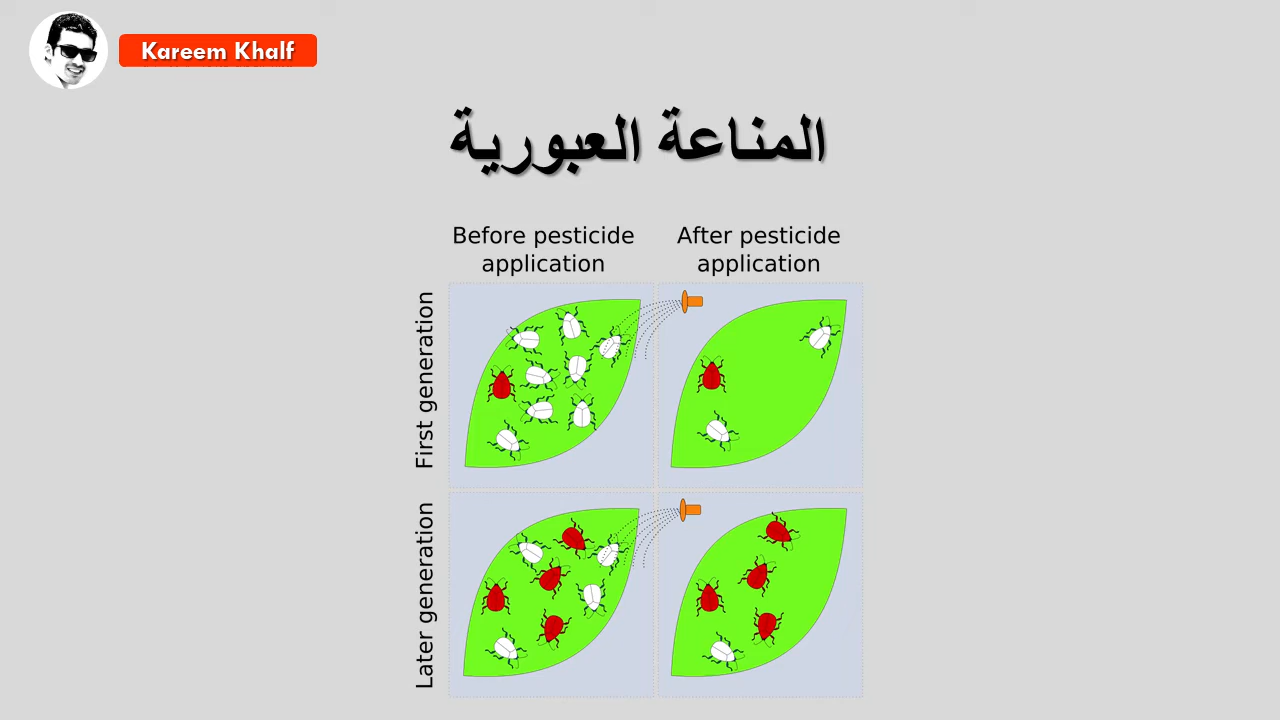 Kareem Khalf
المناعة العبورية
Before pesticide
application
After pesticide
application
First generation
Later generation